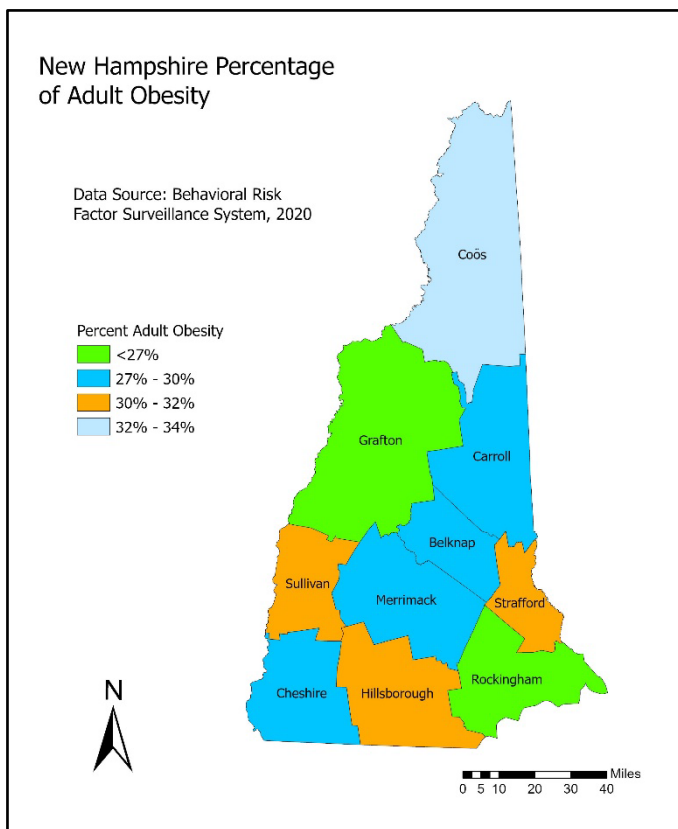 New Hampshire Percentage
of Adult Obesity
Data Source: Behavioral Risk
Factor Surveillance System, 2020
Coös
Percent Adult Obesity
<27%
27% - 30%
30% - 32%
32% - 34%
Grafton
Carroll
Belknap
Sullivan
Merrimack
Strafford
Rockingham
Cheshire
Hillsborough
N
Miles
0 5 10 20 30 40